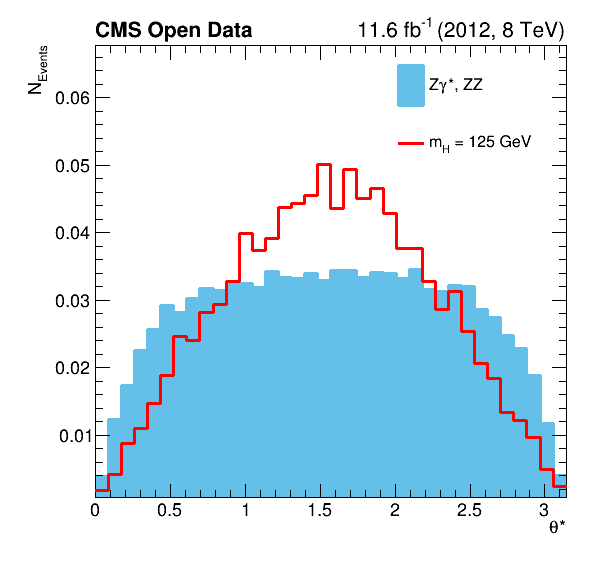 CMS Open Data 11.6 fb⁻¹ (2012, 8 TeV)
N_Events
Zγ*, ZZ
m_H = 125 GeV
0.06
0.05
0.04
0.03
0.02
0.01
0 0.5 1 1.5 2 2.5 3
θ*